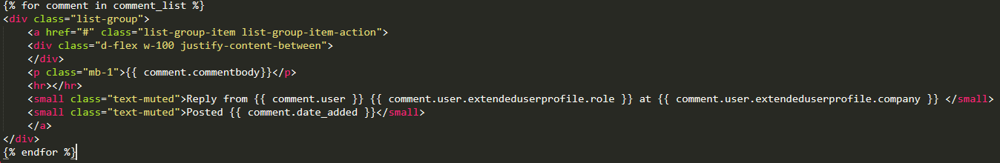 {% for comment in comment_list %}
<div class="list-group">
    <a href="#" class="list-group-item list-group-item-action">
    <div class="d-flex w-100 justify-content-between">
    </div>
    <p class="mb-1">{{ comment.commentbody}}</p>
    <hr></hr>
    <small class="text-muted">Reply from {{ comment.user }} {{ comment.user.extendeduserprofile.role }} at {{ comment.user.extendeduserprofile.company }} </small>
    <small class="text-muted">Posted {{ comment.date_added }}</small>
    </a>
</div>
{% endfor %}